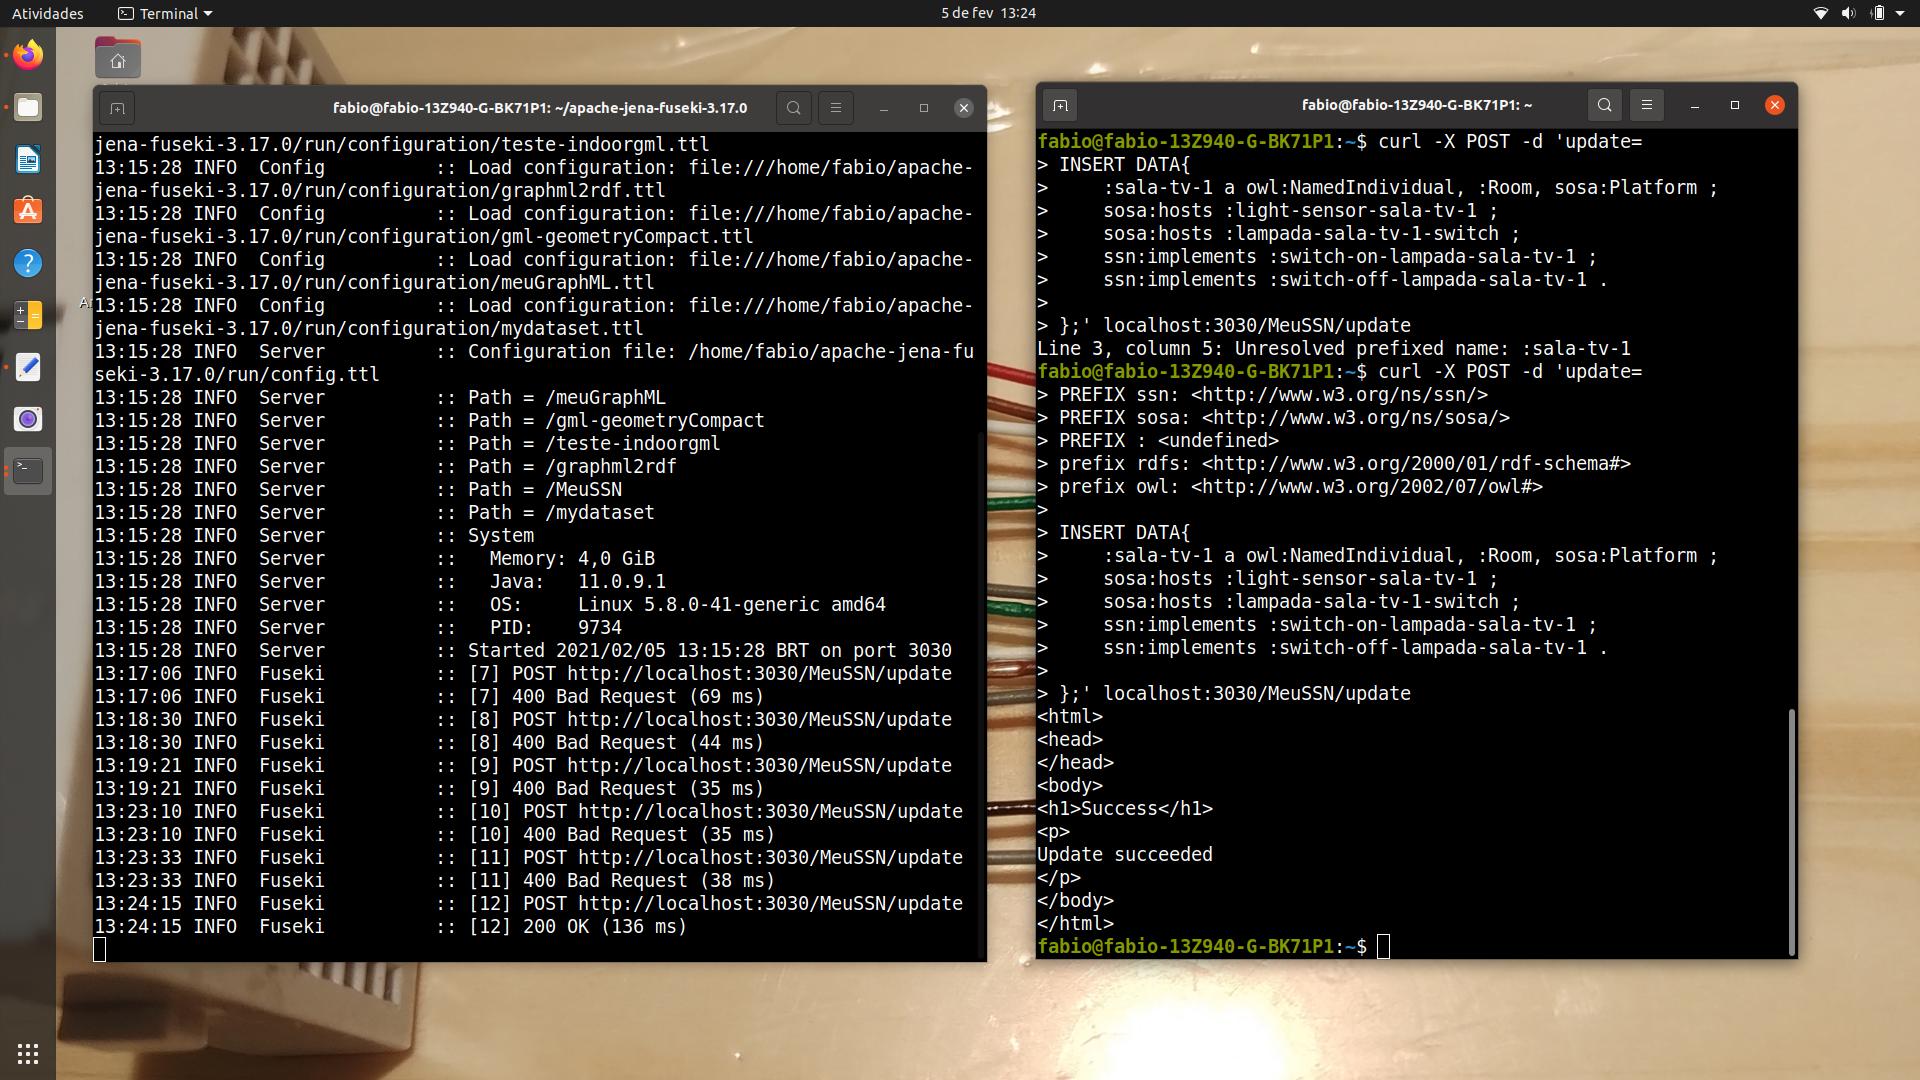 Atividades
Terminal
5 de fev 13:24
fabio@fabio-13Z940-G-BK71P1: ~/apache-jena-fuseki-3.17.0
jena-fuseki-3.17.0/run/configuration/teste-indoorgml.ttl
13:15:28 INFO  Config          :: Load configuration: file:///home/fabio/apache-
jena-fuseki-3.17.0/run/configuration/graphml2rdf.ttl
13:15:28 INFO  Config          :: Load configuration: file:///home/fabio/apache-
jena-fuseki-3.17.0/run/configuration/gml-geometryCompact.ttl
13:15:28 INFO  Config          :: Load configuration: file:///home/fabio/apache-
jena-fuseki-3.17.0/run/configuration/meuGraphML.ttl
13:15:28 INFO  Config          :: Load configuration: file:///home/fabio/apache-
jena-fuseki-3.17.0/run/configuration/mydataset.ttl
13:15:28 INFO  Server          :: Configuration file: /home/fabio/apache-jena-fu
seki-3.17.0/run/config.ttl
13:15:28 INFO  Server          :: Path = /meuGraphML
13:15:28 INFO  Server          :: Path = /gml-geometryCompact
13:15:28 INFO  Server          :: Path = /teste-indoorgml
13:15:28 INFO  Server          :: Path = /graphml2rdf
13:15:28 INFO  Server          :: Path = /MeuSSN
13:15:28 INFO  Server          :: Path = /mydataset
13:15:28 INFO  Server          :: System
13:15:28 INFO  Server          ::   Memory: 4,0 GiB
13:15:28 INFO  Server          ::   Java:   11.0.9.1
13:15:28 INFO  Server          ::   OS:     Linux 5.8.0-41-generic amd64
13:15:28 INFO  Server          ::   PID:    9734
13:15:28 INFO  Server          :: Started 2021/02/05 13:15:28 BRT on port 3030
13:17:06 INFO  Fuseki          :: [7] POST http://localhost:3030/MeuSSN/update
13:17:06 INFO  Fuseki          :: [7] 400 Bad Request (69 ms)
13:18:30 INFO  Fuseki          :: [8] POST http://localhost:3030/MeuSSN/update
13:18:30 INFO  Fuseki          :: [8] 400 Bad Request (44 ms)
13:19:21 INFO  Fuseki          :: [9] POST http://localhost:3030/MeuSSN/update
13:19:21 INFO  Fuseki          :: [9] 400 Bad Request (35 ms)
13:23:10 INFO  Fuseki          :: [10] POST http://localhost:3030/MeuSSN/update
13:23:10 INFO  Fuseki          :: [10] 400 Bad Request (35 ms)
13:23:33 INFO  Fuseki          :: [11] POST http://localhost:3030/MeuSSN/update
13:23:33 INFO  Fuseki          :: [11] 400 Bad Request (38 ms)
13:24:15 INFO  Fuseki          :: [12] POST http://localhost:3030/MeuSSN/update
13:24:15 INFO  Fuseki          :: [12] 200 OK (136 ms)
fabio@fabio-13Z940-G-BK71P1: ~
fabio@fabio-13Z940-G-BK71P1:~$ curl -X POST -d 'update=
> INSERT DATA{
>     :sala-tv-1 a owl:NamedIndividual, :Room, sosa:Platform ;
>     sosa:hosts :light-sensor-sala-tv-1 ;
>     sosa:hosts :lampada-sala-tv-1-switch ;
>     ssn:implements :switch-on-lampada-sala-tv-1 ;
>     ssn:implements :switch-off-lampada-sala-tv-1 .
>
> };' localhost:3030/MeuSSN/update
Line 3, column 5: Unresolved prefixed name: :sala-tv-1
fabio@fabio-13Z940-G-BK71P1:~$ curl -X POST -d 'update=
> PREFIX ssn: <http://www.w3.org/ns/ssn/>
> PREFIX sosa: <http://www.w3.org/ns/sosa/>
> PREFIX : <undefined>
> prefix rdfs: <http://www.w3.org/2000/01/rdf-schema#>
> prefix owl: <http://www.w3.org/2002/07/owl#>
>
> INSERT DATA{
>     :sala-tv-1 a owl:NamedIndividual, :Room, sosa:Platform ;
>     sosa:hosts :light-sensor-sala-tv-1 ;
>     sosa:hosts :lampada-sala-tv-1-switch ;
>     ssn:implements :switch-on-lampada-sala-tv-1 ;
>     ssn:implements :switch-off-lampada-sala-tv-1 .
>
> };' localhost:3030/MeuSSN/update
<html>
<head>
</head>
<body>
<h1>Success</h1>
<p>
Update succeeded
</p>
</body>
</html>
fabio@fabio-13Z940-G-BK71P1:~$